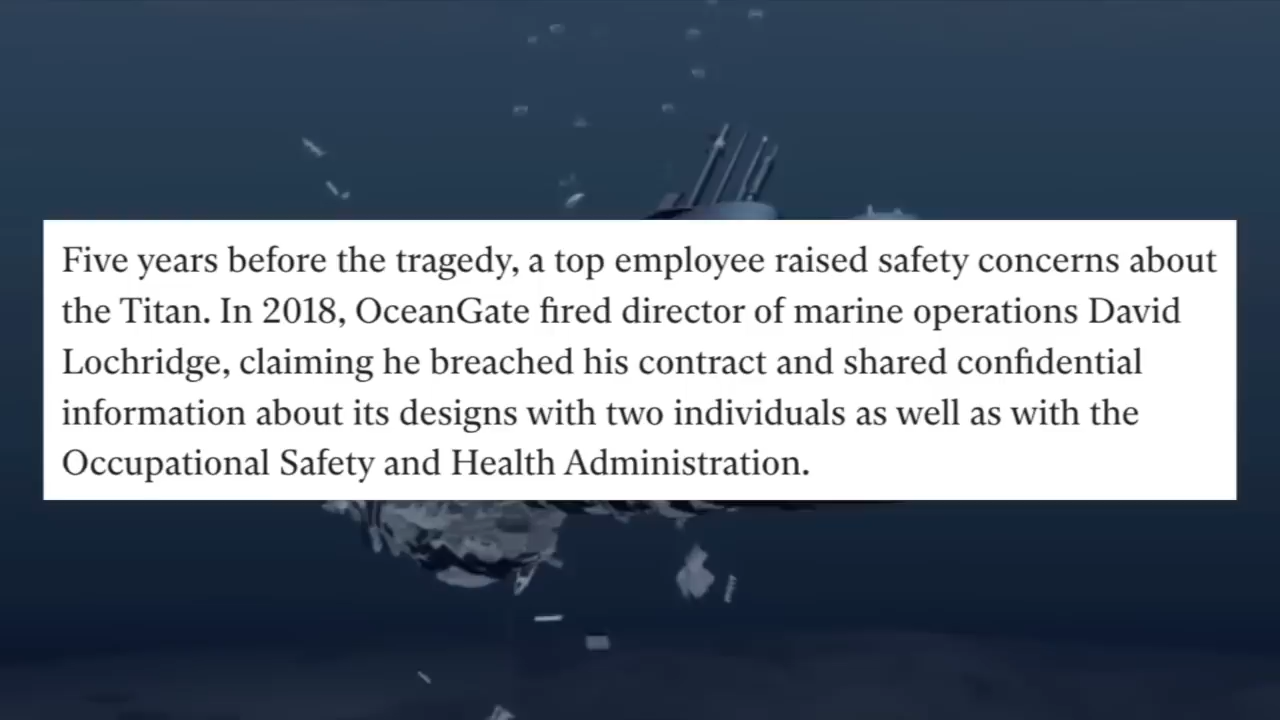 Five years before the tragedy, a top employee raised safety concerns about
the Titan. In 2018, OceanGate fired director of marine operations David
Lochridge, claiming he breached his contract and shared confidential
information about its designs with two individuals as well as with the
Occupational Safety and Health Administration.